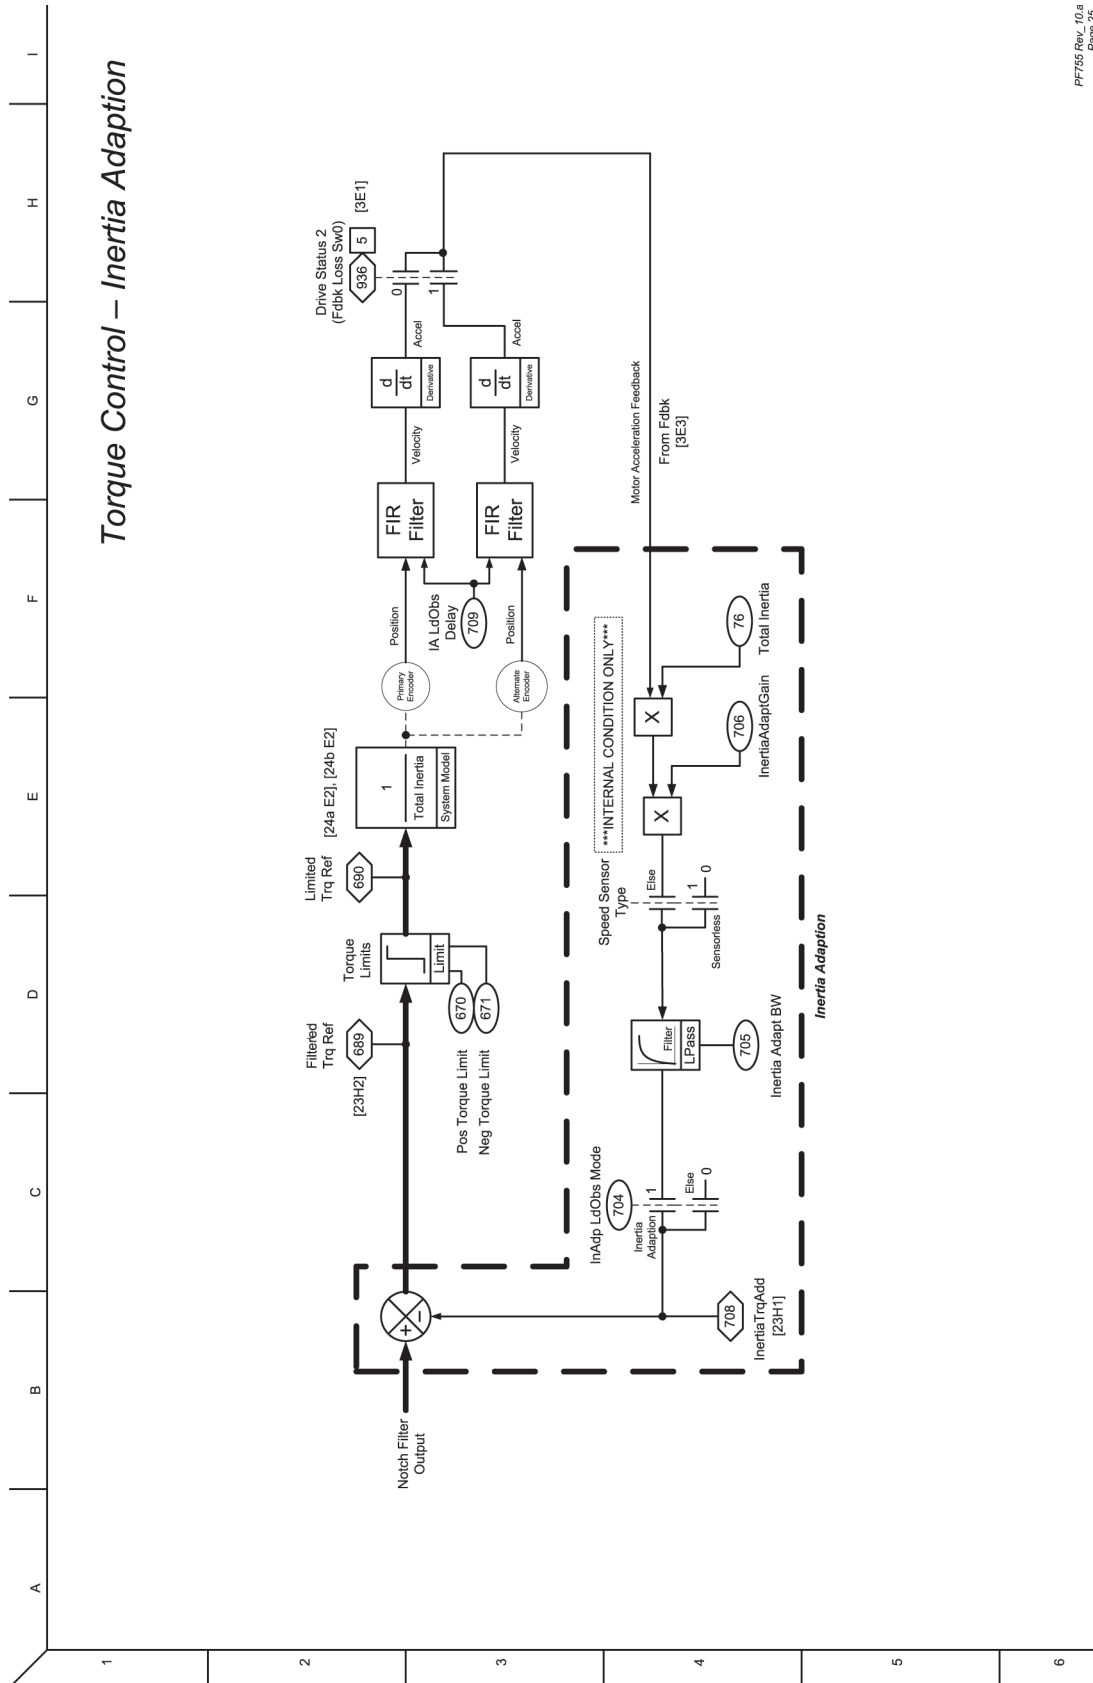 Torque Control – Inertia Adaption
A
B
C
D
E
F
G
H
I
1
2
3
4
5
6
Drive Status 2
(Fdbk Loss Sw0)
936
5
[3E1]
Limited
Trq Ref
690
[24a E2], [24b E2]
Filtered
Trq Ref
689
[23H2]
Torque
Limits
Limit
670
671
Pos Torque Limit
Neg Torque Limit
Notch Filter
Output
+
−
1
Total Inertia
System Model
Primary
Encoder
Alternate
Encoder
Position
Position
IA LdObs
Delay
709
FIR
Filter
FIR
Filter
Velocity
Velocity
d
dt
Derivative
d
dt
Derivative
Accel
Accel
0
1
Motor Acceleration Feedback
From Fdbk
[3E3]
***INTERNAL CONDITION ONLY***
Speed Sensor
Type
Else
1
0
Sensorless
X
X
706
InertiaAdaptGain
76
Total Inertia
Filter
LPass
705
Inertia Adapt BW
InAdp LdObs Mode
704
Inertia
Adaption
1
Else
0
708
InertiaTrqAdd
[23H1]
Inertia Adaption
PF755 Rev_10.a
Page 25